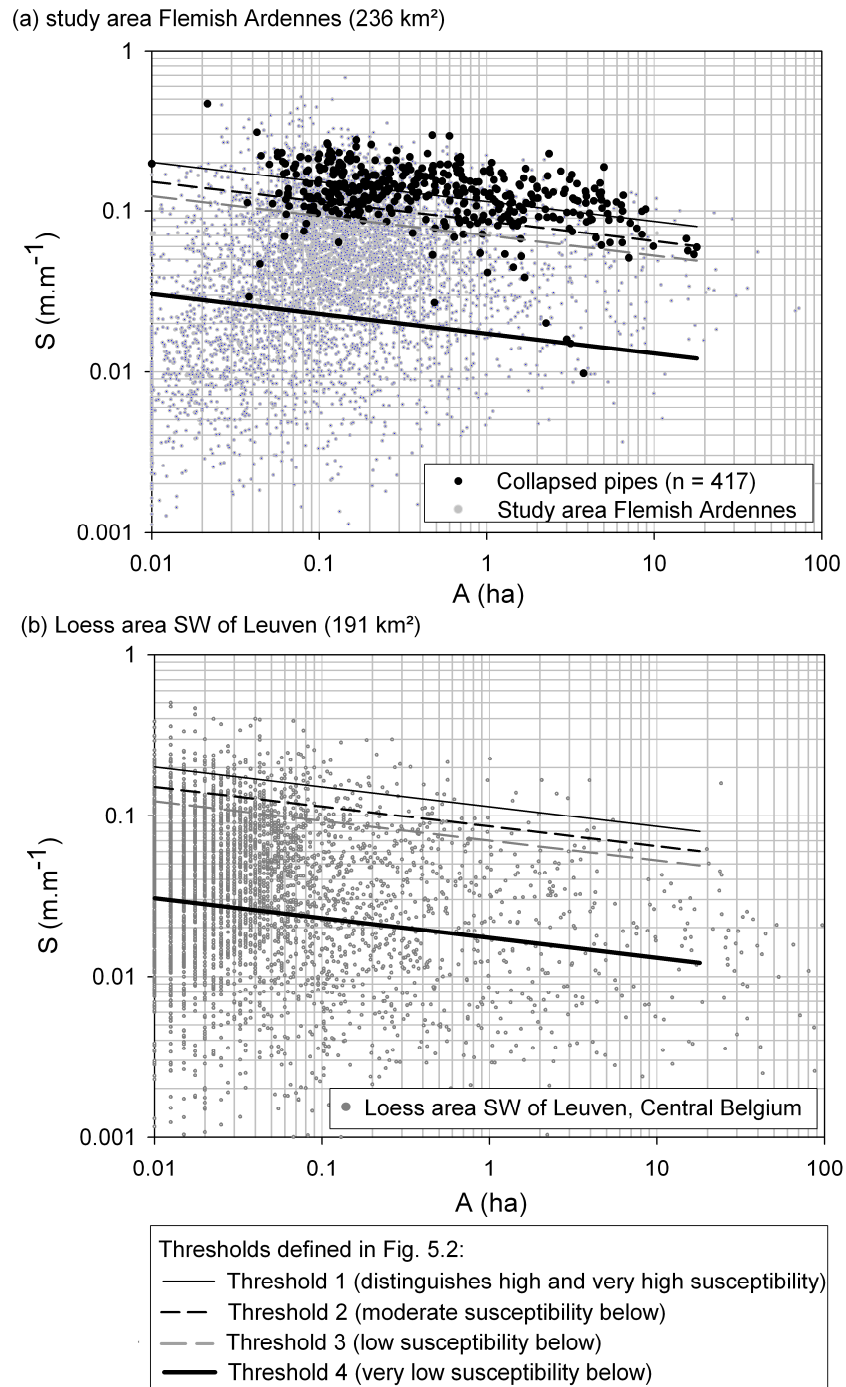 (a) study area Flemish Ardennes (236 km²)
1
0.1
0.01
0.001
S (m.m⁻¹)
Collapsed pipes (n = 417)
Study area Flemish Ardennes
0.01 0.1 1 10 100
A (ha)
(b) Loess area SW of Leuven (191 km²)
1
0.1
0.01
0.001
S (m.m⁻¹)
Loess area SW of Leuven, Central Belgium
0.01 0.1 1 10 100
A (ha)
Thresholds defined in Fig. 5.2:
Threshold 1 (distinguishes high and very high susceptibility)
Threshold 2 (moderate susceptibility below)
Threshold 3 (low susceptibility below)
Threshold 4 (very low susceptibility below)